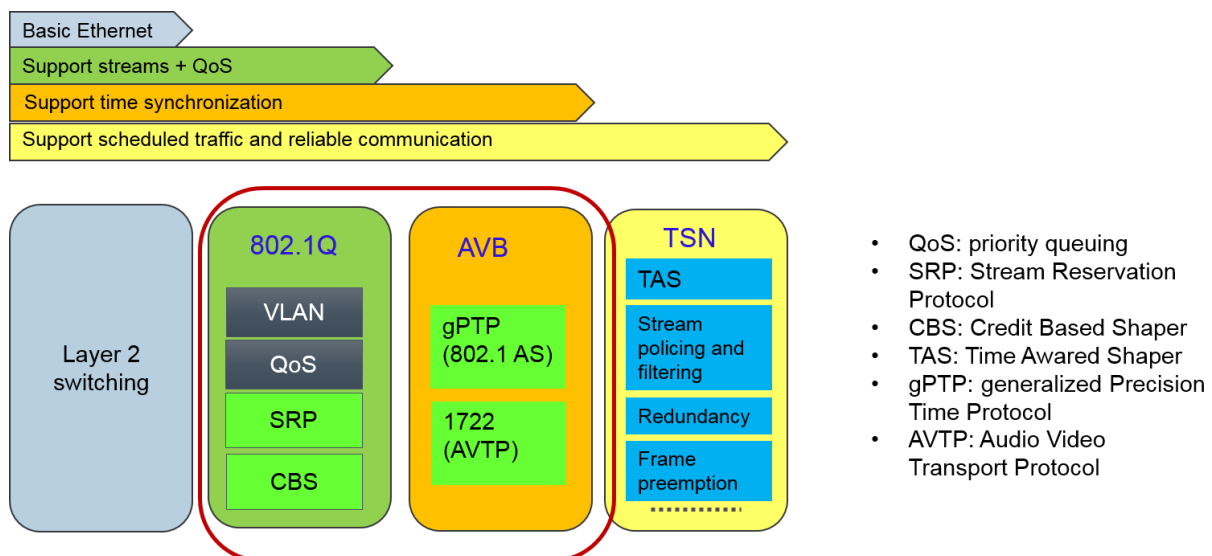 Basic Ethernet
Support streams + QoS
Support time synchronization
Support scheduled traffic and reliable communication
Layer 2
switching
802.1Q
VLAN
QoS
SRP
CBS
AVB
gPTP
(802.1 AS)
1722
(AVTP)
TSN
TAS
Stream
policing and
filtering
Redundancy
Frame
preemption
• QoS: priority queuing
• SRP: Stream Reservation
Protocol
• CBS: Credit Based Shaper
• TAS: Time Awared Shaper
• gPTP: generalized Precision
Time Protocol
• AVTP: Audio Video
Transport Protocol